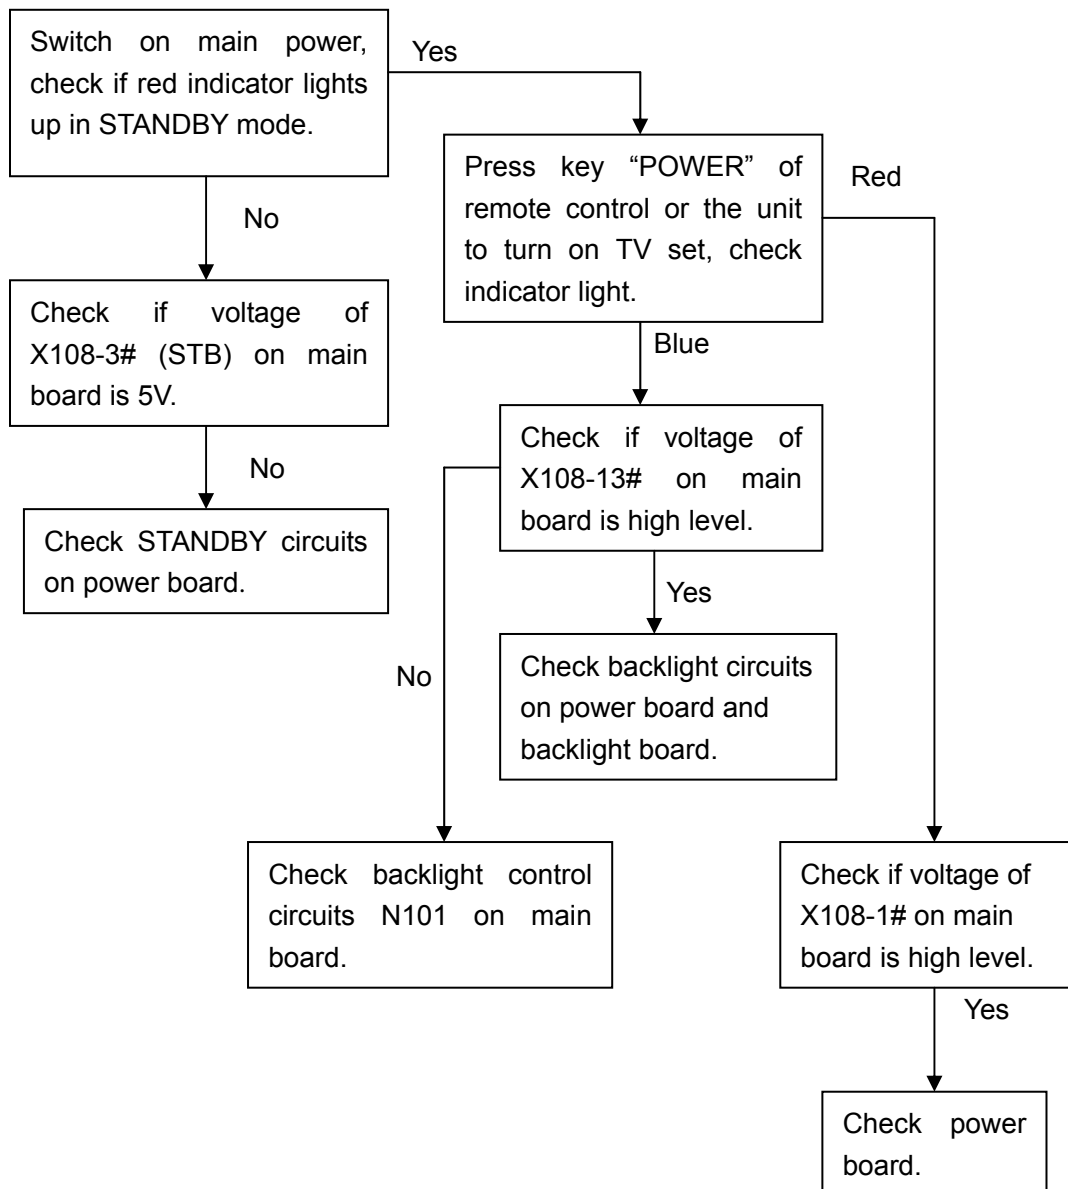 Switch on main power,
check if red indicator lights
up in STANDBY mode.
Yes
Press key “POWER” of
remote control or the unit
to turn on TV set, check
indicator light.
Red
No
Check if voltage of
X108-3# (STB) on main
board is 5V.
Blue
Check if voltage of
X108-13# on main
board is high level.
No
Check STANDBY circuits
on power board.
Yes
No
Check backlight circuits
on power board and
backlight board.
Check backlight control
circuits N101 on main
board.
Check if voltage of
X108-1# on main
board is high level.
Yes
Check power
board.